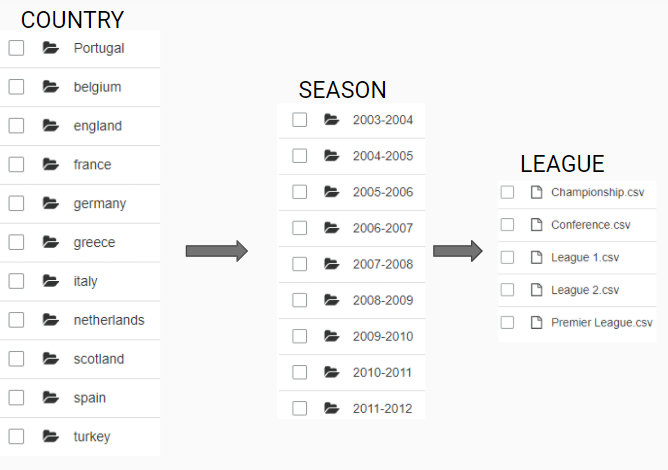 COUNTRY
Portugal
belgium
england
france
germany
greece
italy
netherlands
scotland
spain
turkey
SEASON
2003-2004
2004-2005
2005-2006
2006-2007
2007-2008
2008-2009
2009-2010
2010-2011
2011-2012
LEAGUE
Championship.csv
Conference.csv
League 1.csv
League 2.csv
Premier League.csv